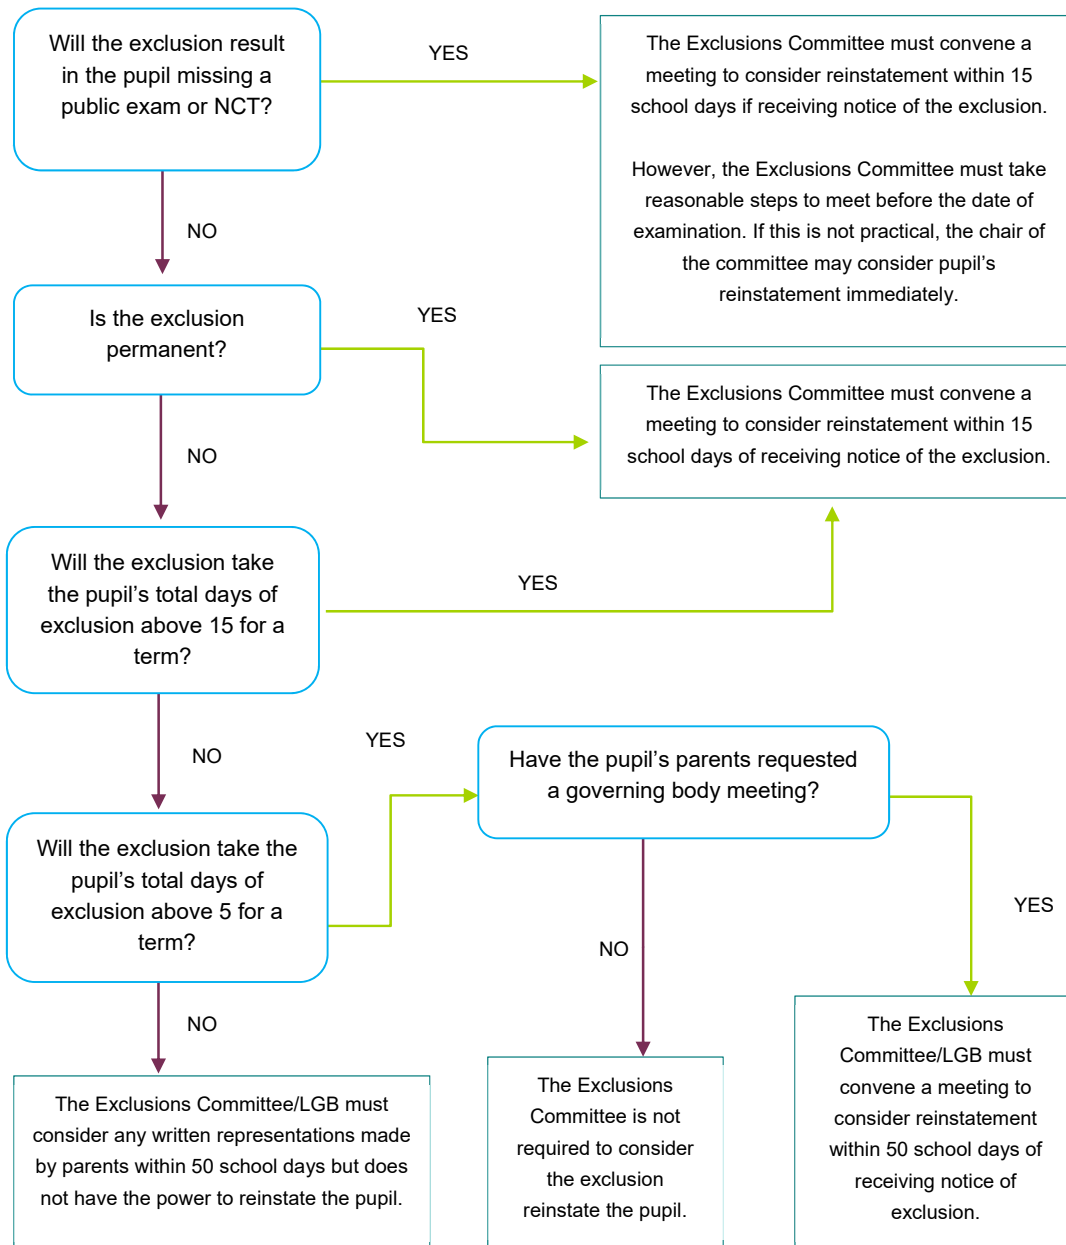 Will the exclusion result
in the pupil missing a
public exam or NCT?
YES
The Exclusions Committee must convene a
meeting to consider reinstatement within 15
school days if receiving notice of the exclusion.
However, the Exclusions Committee must take
reasonable steps to meet before the date of
examination. If this is not practical, the chair of
the committee may consider pupil’s
reinstatement immediately.
NO
Is the exclusion
permanent?
YES
The Exclusions Committee must convene a
meeting to consider reinstatement within 15
school days of receiving notice of the exclusion.
NO
Will the exclusion take
the pupil’s total days of
exclusion above 15 for a
term?
YES
NO
YES
Have the pupil’s parents requested
a governing body meeting?
Will the exclusion take the
pupil’s total days of
exclusion above 5 for a
term?
NO
YES
NO
The Exclusions Committee/LGB must
consider any written representations made
by parents within 50 school days but does
not have the power to reinstate the pupil.
The Exclusions
Committee is not
required to consider
the exclusion
reinstate the pupil.
The Exclusions
Committee/LGB must
convene a meeting to
consider reinstatement
within 50 school days of
receiving notice of
exclusion.